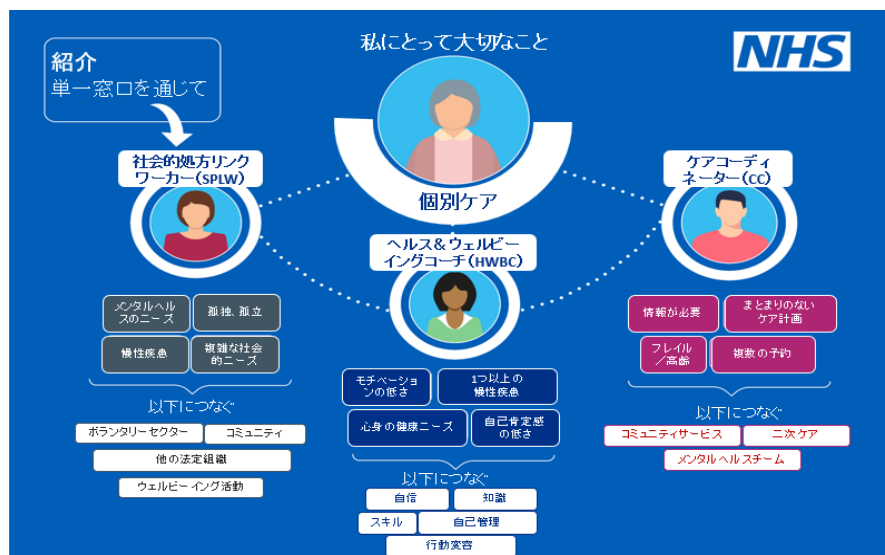 紹介
単一窓口を通じて
私にとって大切なこと
NHS
個別ケア
社会的処方リンク
ワーカー（SPLW）
メンタルヘル
スのニーズ
孤独、孤立
慢性疾患
複雑な社会
的ニーズ
以下につなぐ
ボランタリーセクター
コミュニティ
他の法定組織
ウェルビーイング活動
ヘルス＆ウェルビー
イングコーチ（HWBC）
モチベーショ
ンの低さ
1つ以上の
慢性疾患
心身の健康ニーズ
自己肯定感
の低さ
以下につなぐ
自信
知識
スキル
自己管理
行動変容
ケアコーディ
ネーター（CC）
情報が必要
まとまりのない
ケア計画
フレイル
／高齢
複数の予約
以下につなぐ
コミュニティサービス
二次ケア
メンタルヘルスチーム